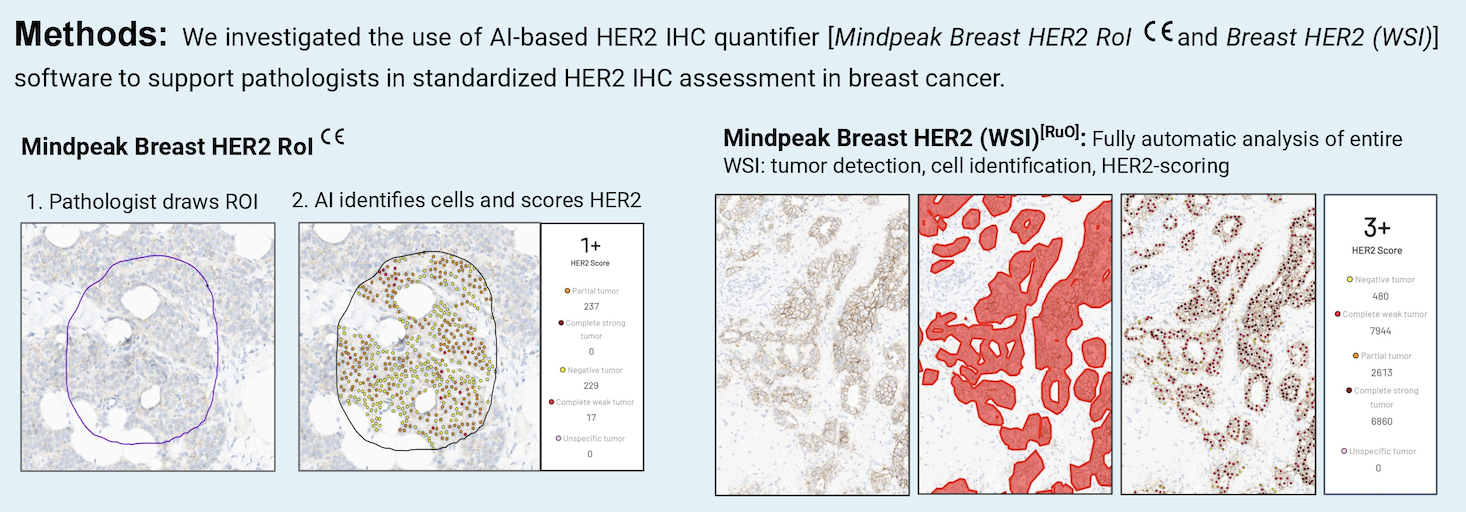 Methods: We investigated the use of AI-based HER2 IHC quantifier [Mindpeak Breast HER2 RoI CE and Breast HER2 (WSI)]
software to support pathologists in standardized HER2 IHC assessment in breast cancer.
Mindpeak Breast HER2 RoI CE
1. Pathologist draws ROI
2. AI identifies cells and scores HER2
1+
HER2 Score
Partial tumor
237
Complete strong
tumor
0
Negative tumor
229
Complete weak tumor
17
Unspecific tumor
0
Mindpeak Breast HER2 (WSI)[RuO]: Fully automatic analysis of entire
WSI: tumor detection, cell identification, HER2-scoring
3+
HER2 Score
Negative tumor
480
Complete weak tumor
7944
Partial tumor
2613
Complete strong
tumor
6860
Unspecific tumor
0